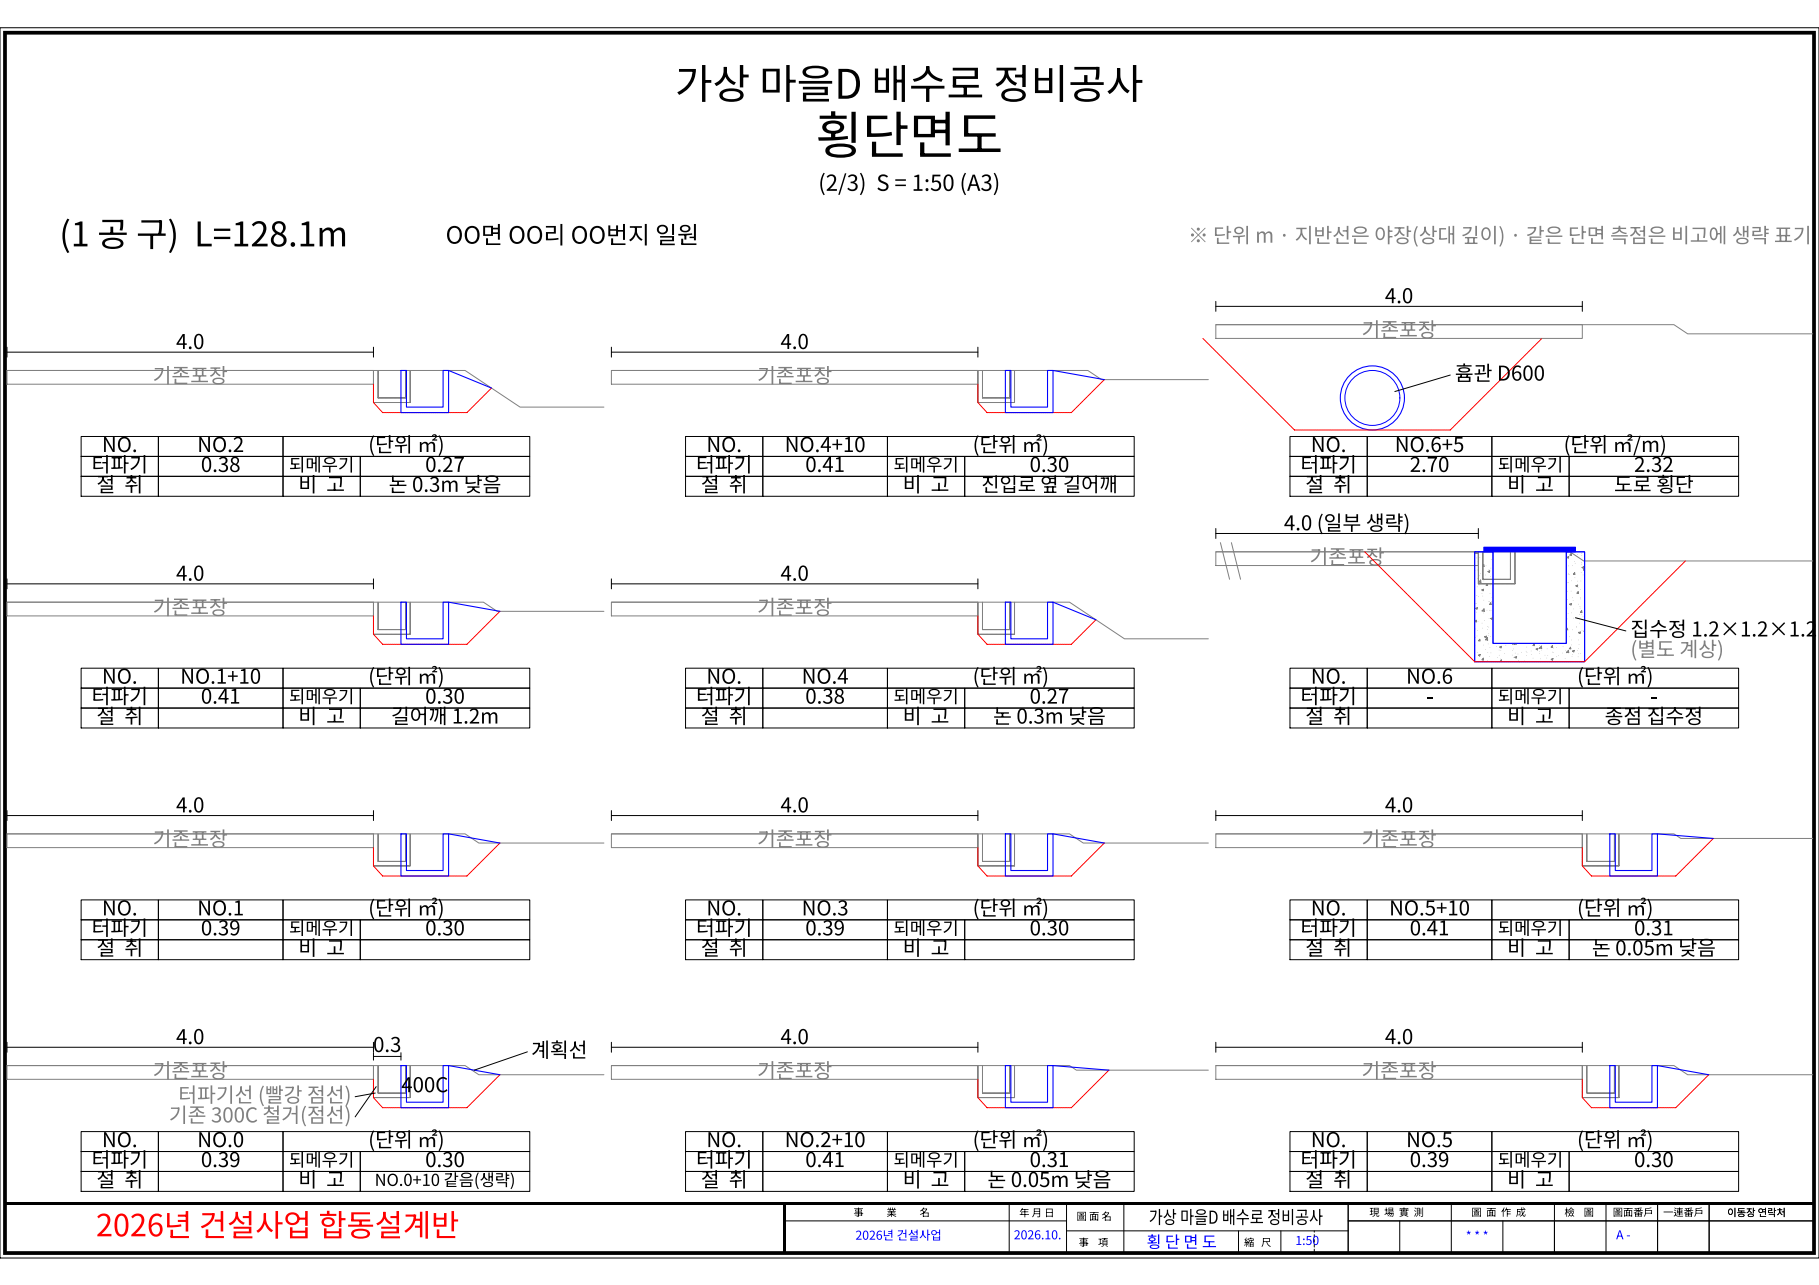 가상 마을D 배수로 정비공사
횡단면도
(2/3) S = 1:50 (A3)
(1 공 구) L=128.1m
OO면 OO리 OO번지 일원
※ 단위 m · 지반선은 야장(상대 깊이) · 같은 단면 측점은 비고에 생략 표기
4.0
기존포장
NO. NO.2 (단위 ㎡)
터파기 0.38 되메우기 0.27
절 취 비 고 논 0.3m 낮음
4.0
기존포장
NO. NO.4+10 (단위 ㎡)
터파기 0.41 되메우기 0.30
절 취 비 고 진입로 옆 길어깨
4.0
기존포장
흄관 D600
NO. NO.6+5 (단위 ㎡/m)
터파기 2.70 되메우기 2.32
절 취 비 고 도로 횡단
4.0
기존포장
NO. NO.1+10 (단위 ㎡)
터파기 0.41 되메우기 0.30
절 취 비 고 길어깨 1.2m
4.0
기존포장
NO. NO.4 (단위 ㎡)
터파기 0.38 되메우기 0.27
절 취 비 고 논 0.3m 낮음
4.0 (일부 생략)
기존포장
집수정 1.2×1.2×1.2
(별도 계상)
NO. NO.6 (단위 ㎡)
터파기 - 되메우기 -
절 취 비 고 종점 집수정
4.0
기존포장
NO. NO.1 (단위 ㎡)
터파기 0.39 되메우기 0.30
절 취 비 고
4.0
기존포장
NO. NO.3 (단위 ㎡)
터파기 0.39 되메우기 0.30
절 취 비 고
4.0
기존포장
NO. NO.5+10 (단위 ㎡)
터파기 0.41 되메우기 0.31
절 취 비 고 논 0.05m 낮음
4.0
0.3
계획선
기존포장
400C
터파기선 (빨강 점선)
기존 300C 철거(점선)
NO. NO.0 (단위 ㎡)
터파기 0.39 되메우기 0.30
절 취 비 고 NO.0+10 같음(생략)
4.0
기존포장
NO. NO.2+10 (단위 ㎡)
터파기 0.41 되메우기 0.31
절 취 비 고 논 0.05m 낮음
4.0
기존포장
NO. NO.5 (단위 ㎡)
터파기 0.39 되메우기 0.30
절 취 비 고
2026년 건설사업 합동설계반
事 業 名
2026년 건설사업
年 月 日
2026.10.
圖 面 名 가상 마을D 배수로 정비공사
事 項 횡 단 면 도 縮 尺 1:50
現 場 實 測
圖 面 作 成
* * *
檢 圖
圖面番戶
A -
一連番戶
이동장 연락처